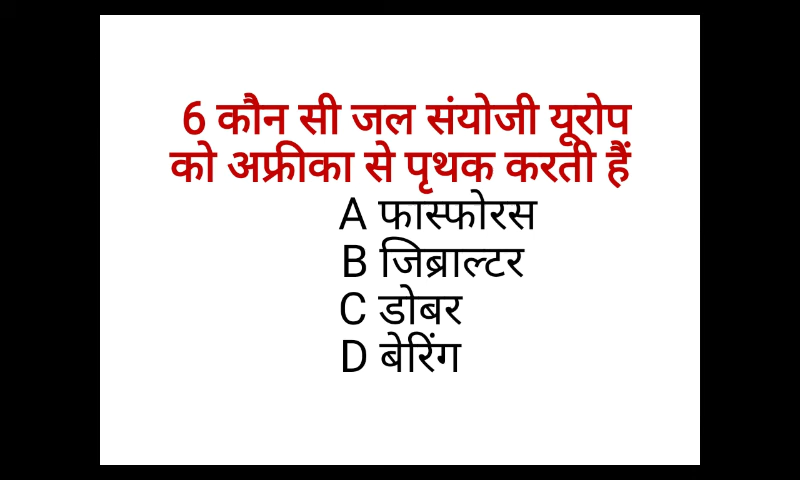 6 कौन सी जल संयोजी यूरोप
को अफ्रीका से पृथक करती हैं
A फास्फोरस
B जिब्राल्टर
C डोबर
D बेरिंग